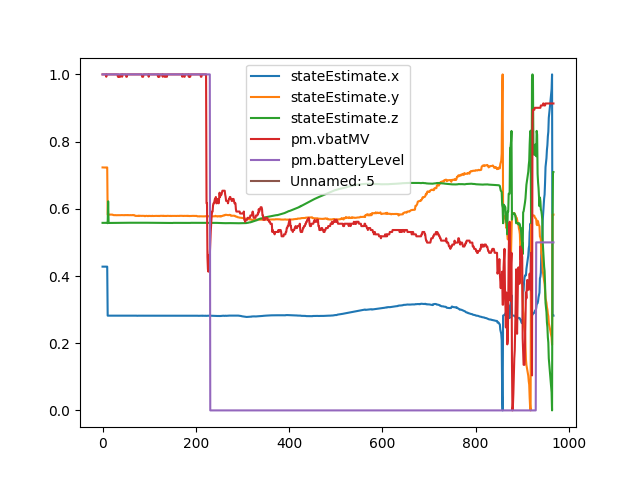 1.0
0.8
0.6
0.4
0.2
0.0
stateEstimate.x
stateEstimate.y
stateEstimate.z
pm.vbatMV
pm.batteryLevel
Unnamed: 5
0 200 400 600 800 1000